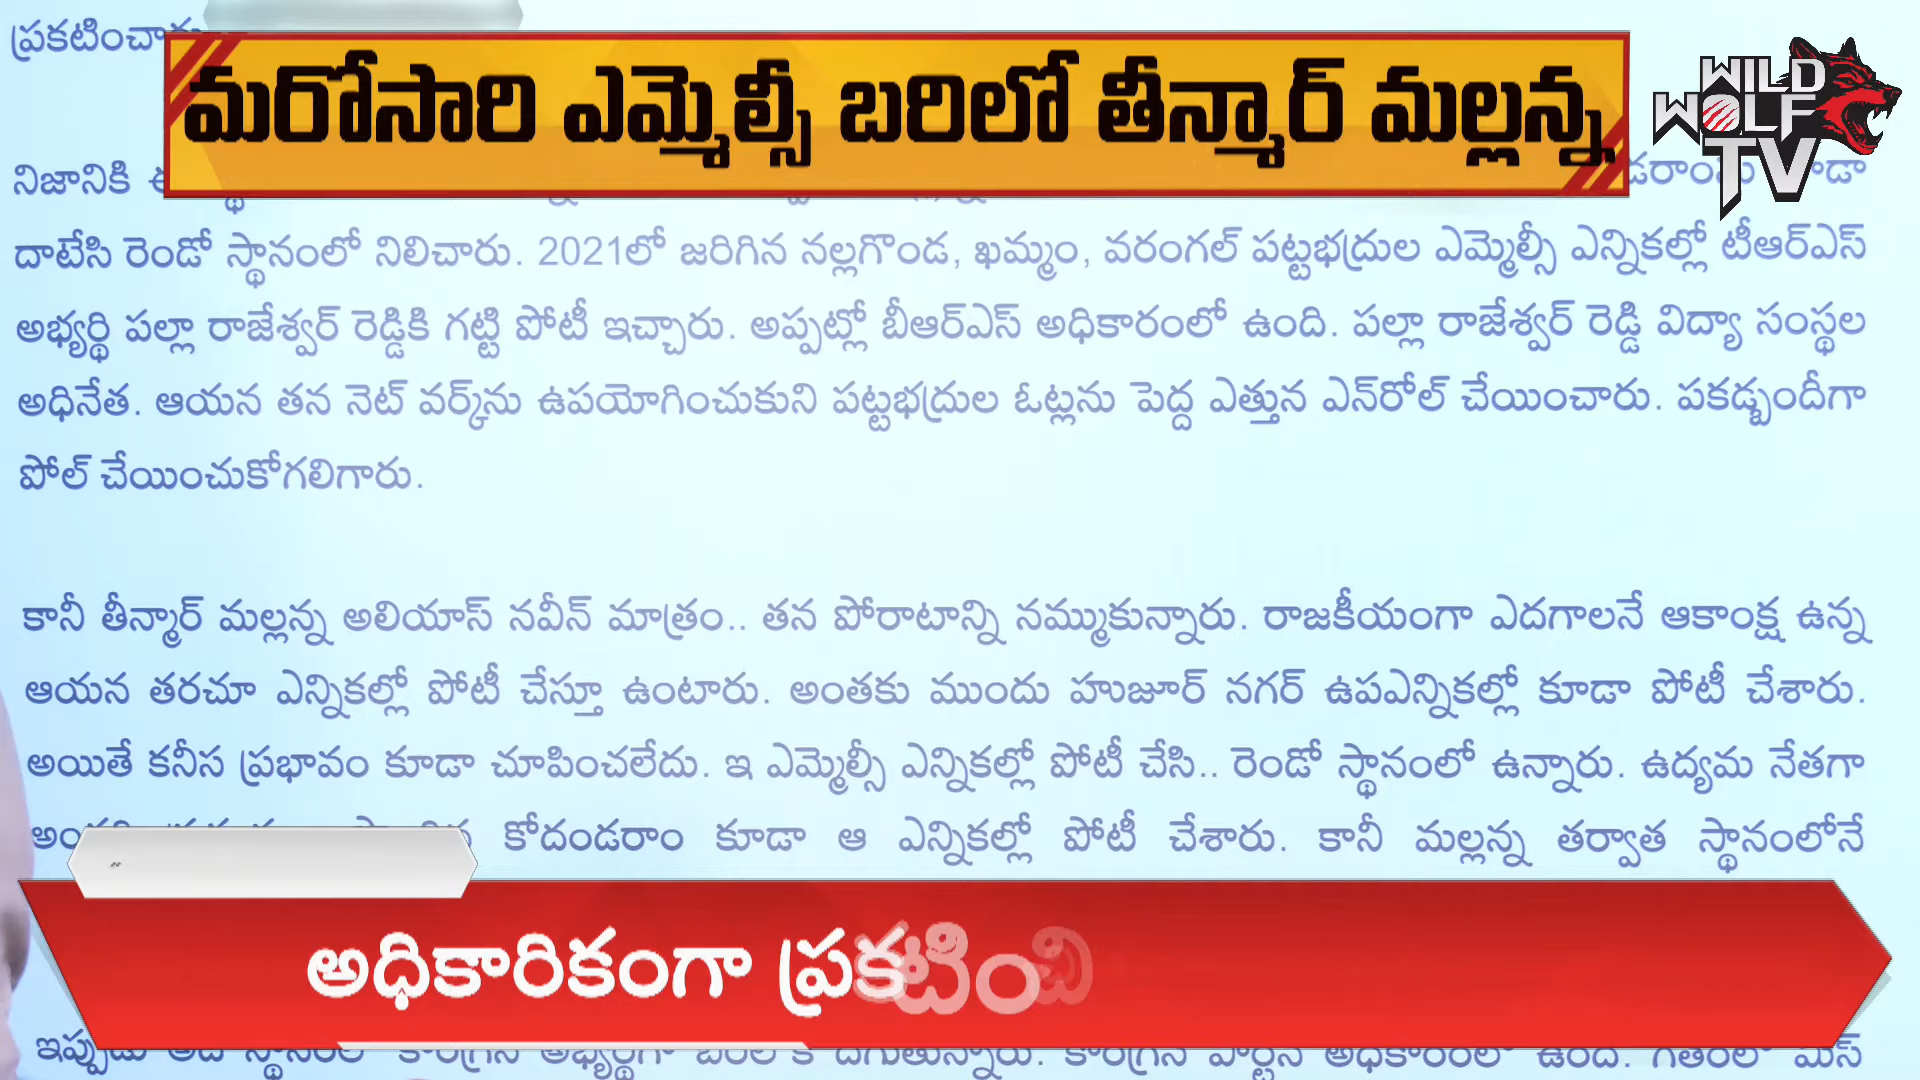 ప్రకటించారు
మరోసారి ఎమ్మెల్సీ బరిలో తీన్మార్ మల్లన్న
WILD
WOLF
TV
నిజానికి
దాటేసి రెండో స్థానంలో నిలిచారు. 2021లో జరిగిన నల్లగొండ, ఖమ్మం, వరంగల్ పట్టభద్రుల ఎమ్మెల్సీ ఎన్నికల్లో టీఆర్ఎస్
అభ్యర్థి పల్లా రాజేశ్వర్ రెడ్డికి గట్టి పోటీ ఇచ్చారు. అప్పట్లో బీఆర్ఎస్ అధికారంలో ఉంది. పల్లా రాజేశ్వర్ రెడ్డి విద్యా సంస్థల
అధినేత. ఆయన తన నెట్ వర్క్‌ను ఉపయోగించుకుని పట్టభద్రుల ఓట్లను పెద్ద ఎత్తున ఎన్‌రోల్ చేయించారు. పకడ్బందీగా
పోల్ చేయించుకోగలిగారు.
కానీ తీన్మార్ మల్లన్న అలియాస్ నవీన్ మాత్రం.. తన పోరాటాన్ని నమ్ముకున్నారు. రాజకీయంగా ఎదగాలనే ఆకాంక్ష ఉన్న
ఆయన తరచూ ఎన్నికల్లో పోటీ చేస్తూ ఉంటారు. అంతకు ముందు హుజూర్ నగర్ ఉపఎన్నికల్లో కూడా పోటీ చేశారు.
అయితే కనీస ప్రభావం కూడా చూపించలేదు. ఇ ఎమ్మెల్సీ ఎన్నికల్లో పోటీ చేసి.. రెండో స్థానంలో ఉన్నారు. ఉద్యమ నేతగా
కోదండరాం కూడా ఆ ఎన్నికల్లో పోటీ చేశారు. కానీ మల్లన్న తర్వాత స్థానంలోనే
అధికారికంగా ప్రకటించి